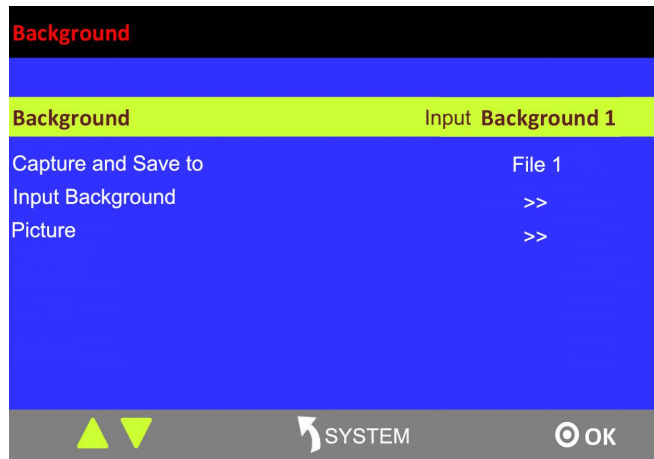 Background
Background Input Background 1
Capture and Save to File 1
Input Background >>
Picture >>
SYSTEM OK